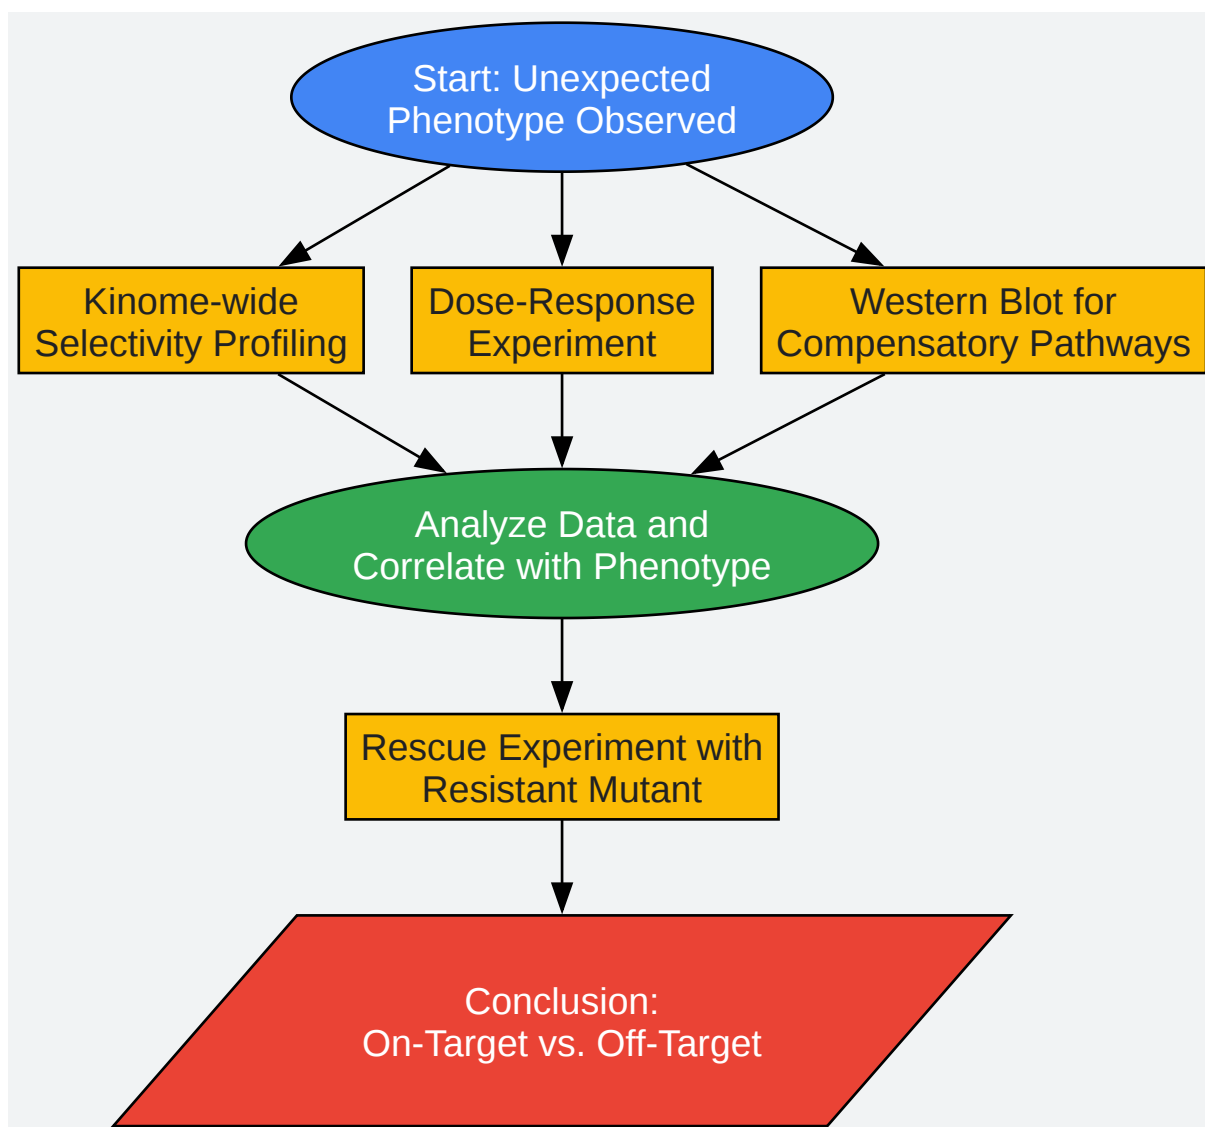 Start: Unexpected
Phenotype Observed
Kinome-wide
Selectivity Profiling
Dose-Response
Experiment
Western Blot for
Compensatory Pathways
Analyze Data and
Correlate with Phenotype
Rescue Experiment with
Resistant Mutant
Conclusion:
On-Target vs. Off-Target